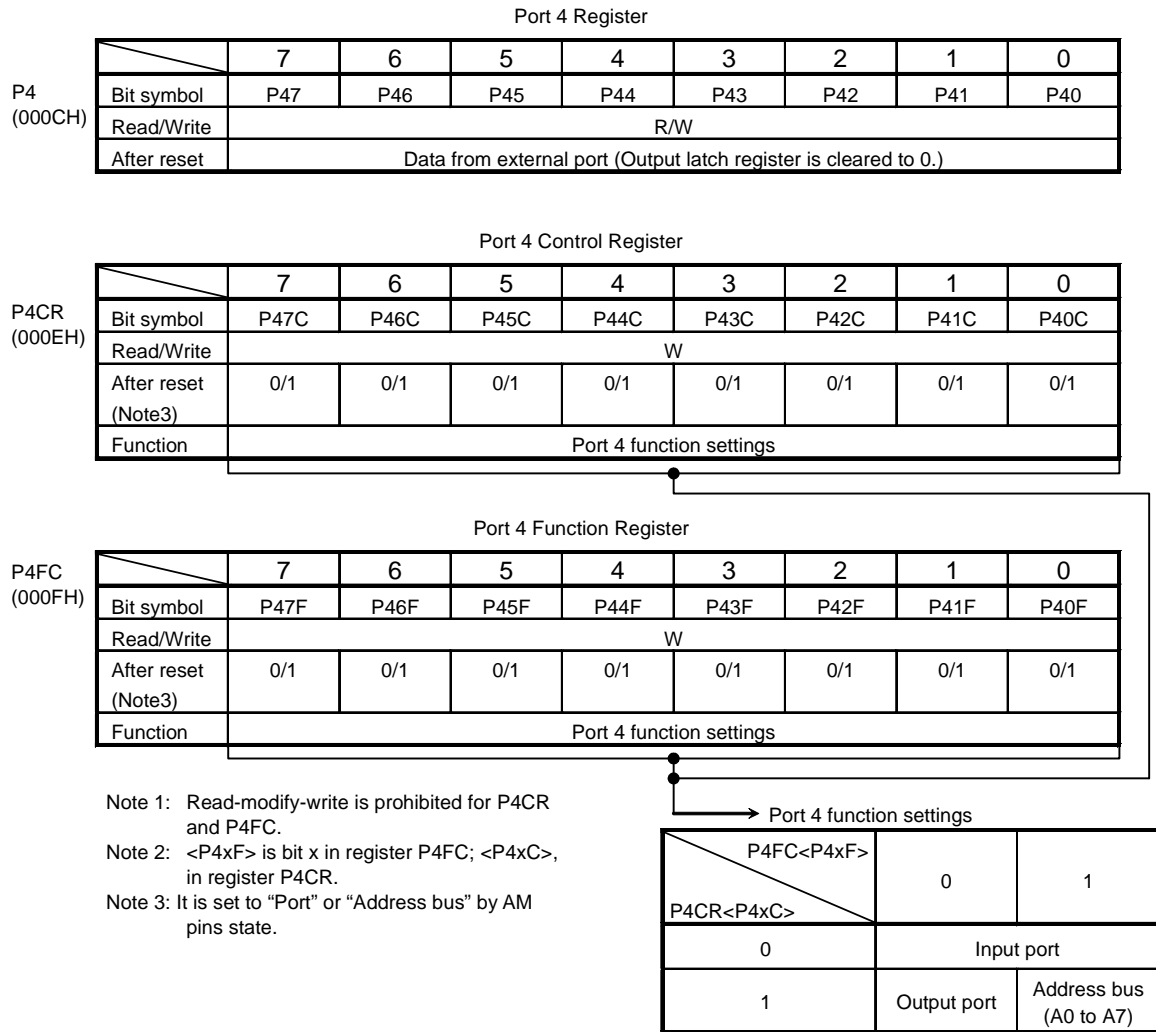 Port 4 Register
7 6 5 4 3 2 1 0
P4
(000CH)
Bit symbol P47 P46 P45 P44 P43 P42 P41 P40
Read/Write R/W
After reset Data from external port (Output latch register is cleared to 0.)
Port 4 Control Register
7 6 5 4 3 2 1 0
P4CR
(000EH)
Bit symbol P47C P46C P45C P44C P43C P42C P41C P40C
Read/Write W
After reset 0/1 0/1 0/1 0/1 0/1 0/1 0/1 0/1
(Note3)
Function Port 4 function settings
Port 4 Function Register
7 6 5 4 3 2 1 0
P4FC
(000FH)
Bit symbol P47F P46F P45F P44F P43F P42F P41F P40F
Read/Write W
After reset 0/1 0/1 0/1 0/1 0/1 0/1 0/1 0/1
(Note3)
Function Port 4 function settings
Note 1: Read-modify-write is prohibited for P4CR
and P4FC.
Note 2: <P4xF> is bit x in register P4FC; <P4xC>,
in register P4CR.
Note 3: It is set to “Port” or “Address bus” by AM
pins state.
Port 4 function settings
P4FC<P4xF>
0 1
P4CR<P4xC>
0 Input port
1 Output port Address bus
(A0 to A7)